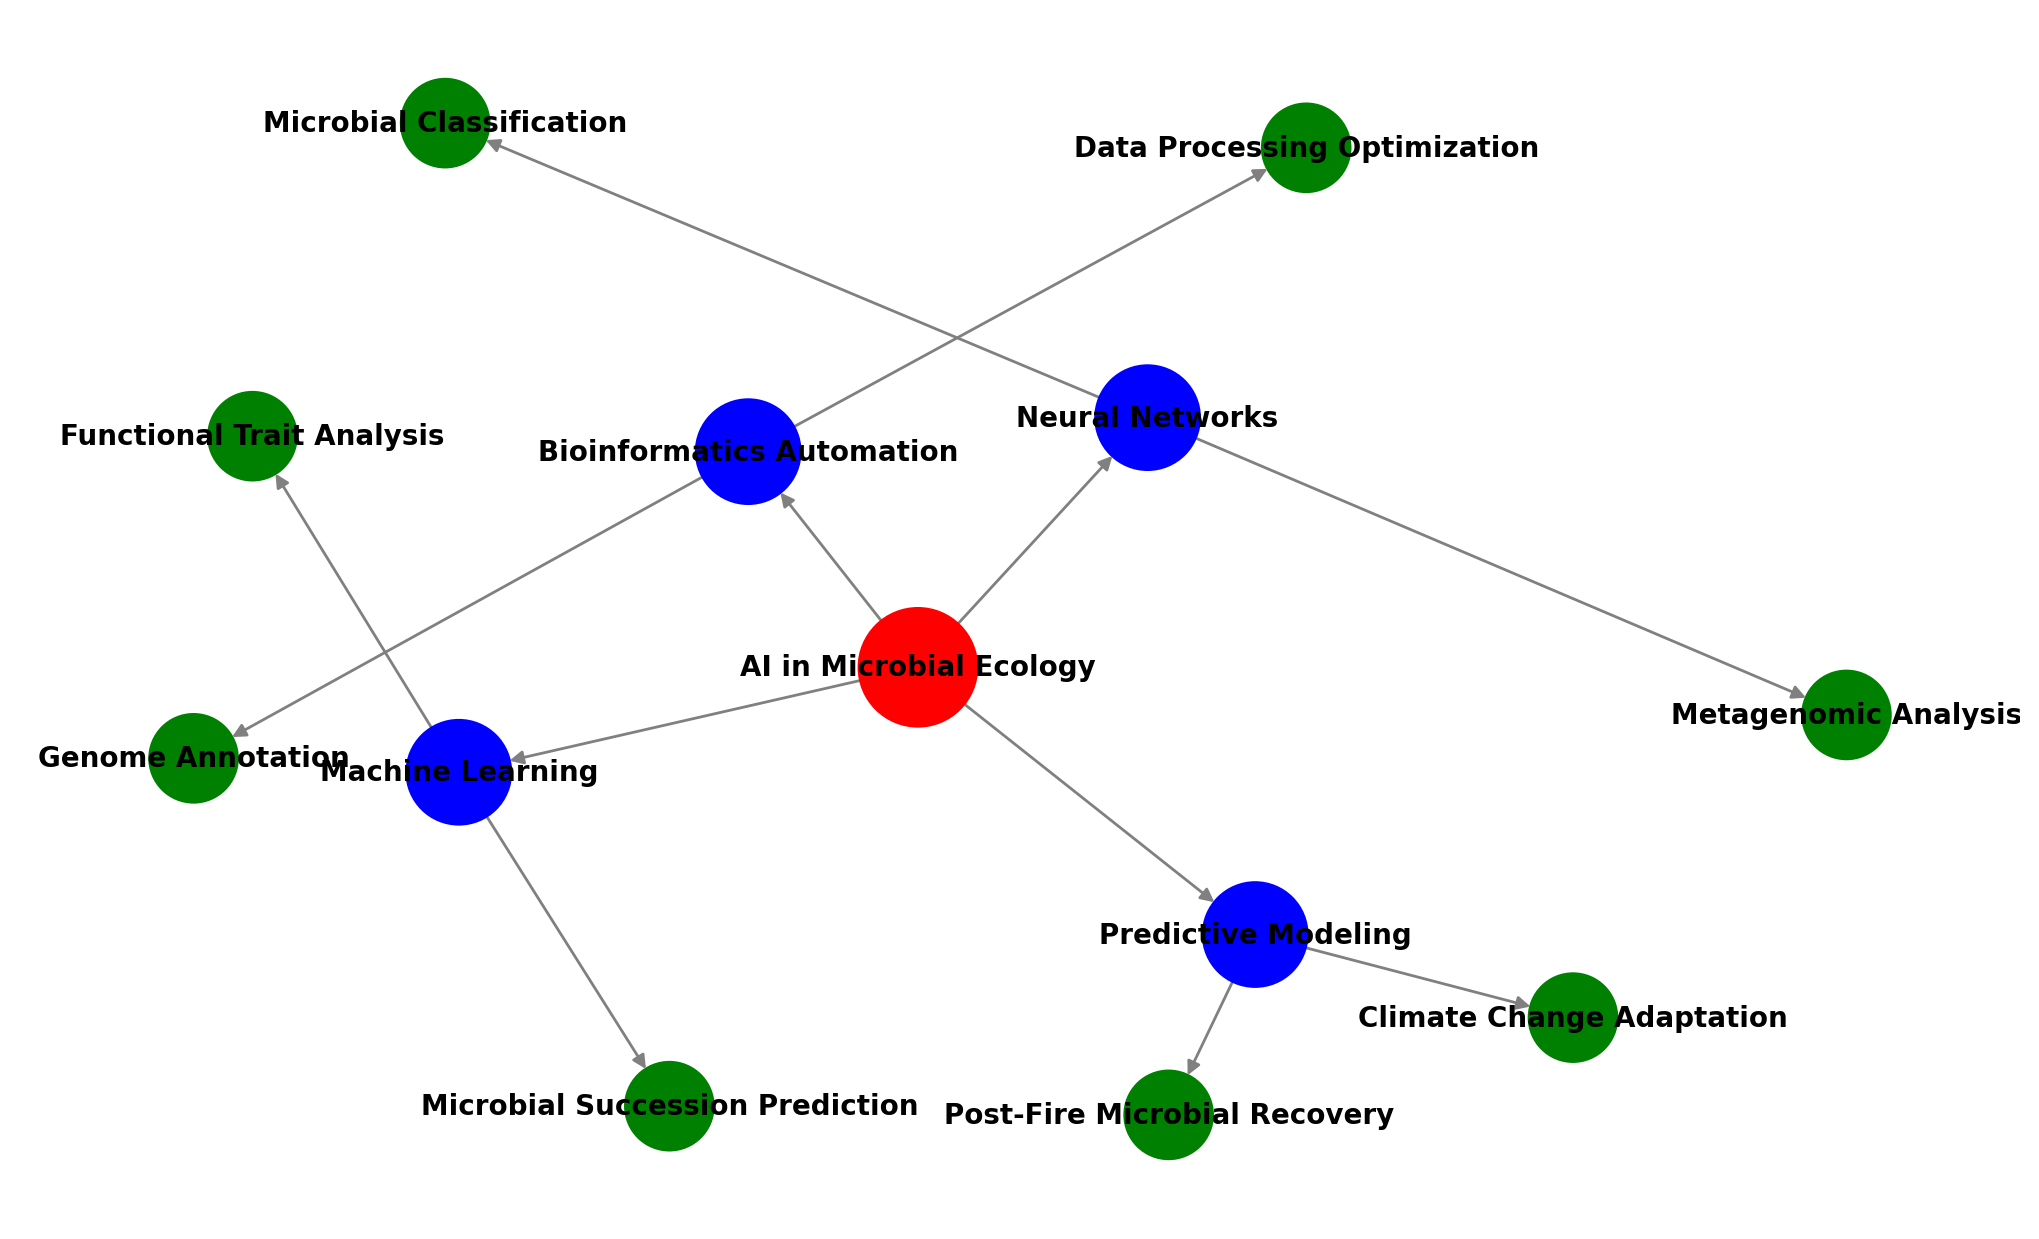 Microbial Classification
Data Processing Optimization
Neural Networks
Functional Trait Analysis
Bioinformatics Automation
AI in Microbial Ecology
Metagenomic Analysis
Genome Annotation
Machine Learning
Predictive Modeling
Climate Change Adaptation
Microbial Succession Prediction
Post-Fire Microbial Recovery